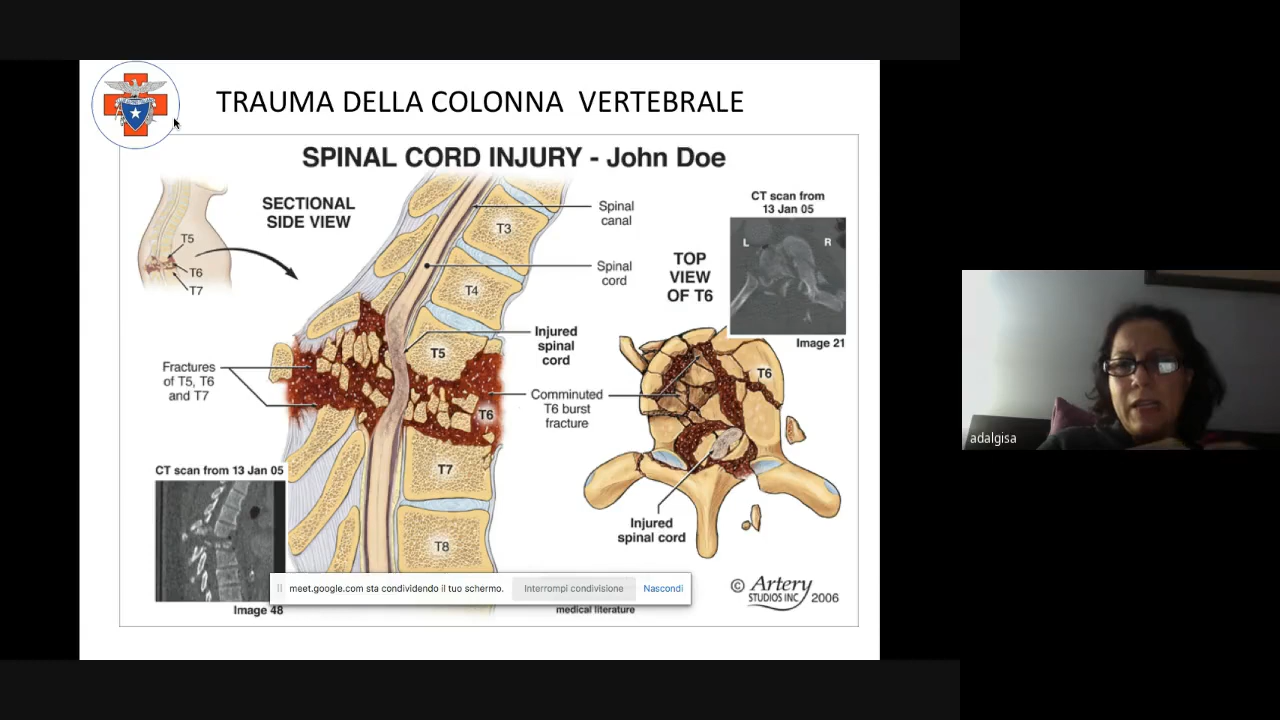 TRAUMA DELLA COLONNA  VERTEBRALE
SPINAL CORD INJURY - John Doe
SECTIONAL
SIDE VIEW
T5
T6
T7
Spinal
canal
Spinal
cord
T3
T4
T5
T6
T7
T8
Injured
spinal
cord
Fractures
of T5, T6
and T7
Comminuted
T6 burst
fracture
CT scan from 13 Jan 05
Image 48
TOP
VIEW
OF T6
CT scan from
13 Jan 05
L
R
Image 21
T6
Injured
spinal cord
meet.google.com sta condividendo il tuo schermo.
Interrompi condivisione
Nascondi
medical literature
© Artery
STUDIOS INC 2006
adalgisa